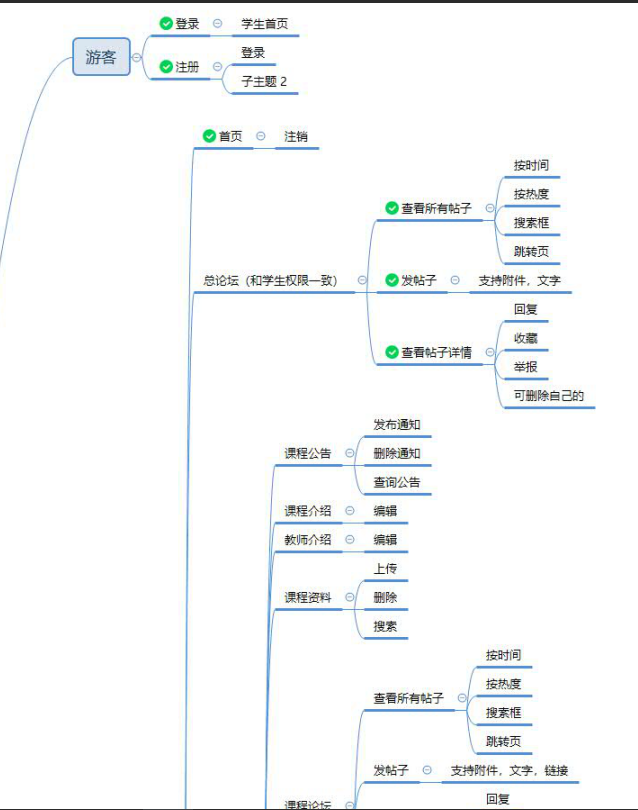 游客
登录
学生首页
注册
登录
子主题 2
首页
注销
总论坛（和学生权限一致）
查看所有帖子
按时间
按热度
搜素框
跳转页
发帖子
支持附件，文字
查看帖子详情
回复
收藏
举报
可删除自己的
课程公告
发布通知
删除通知
查询公告
课程介绍
编辑
教师介绍
编辑
课程资料
上传
删除
搜索
课程论坛
查看所有帖子
按时间
按热度
搜素框
跳转页
发帖子
支持附件，文字，链接
回复